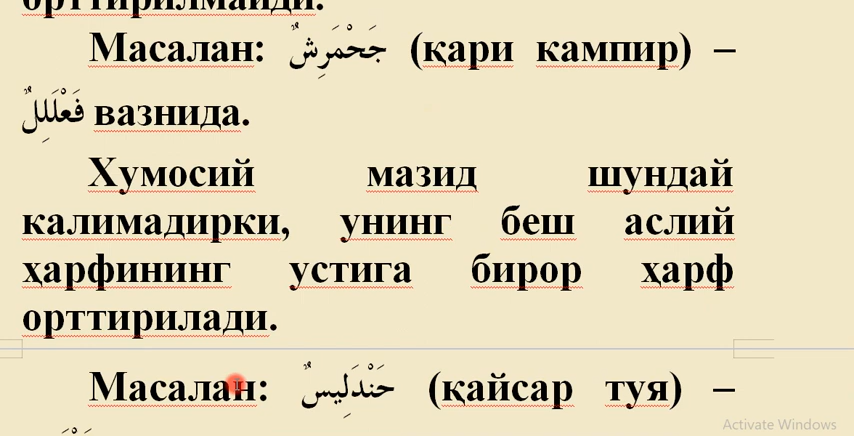 орттирилмайди.
Масалан: جَحْمَرِشٌ (қари кампир) –
فَعْلَلِلٌ вазнида.
Хумосий мазид шундай
калимадирки, унинг беш аслий
ҳарфининг устига бирор ҳарф
орттирилади.
Масалан: حَنْدَلِيسٌ (қайсар туя) –
Activate Windows